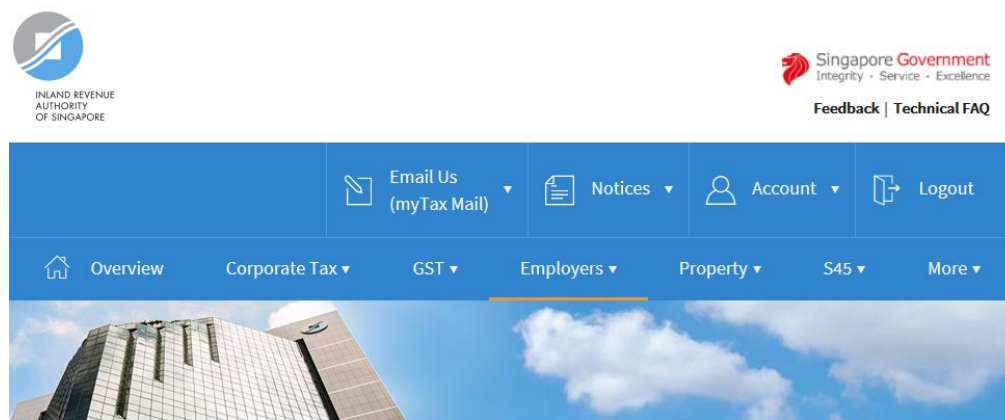 INLAND REVENUE
AUTHORITY
OF SINGAPORE
Singapore Government
Integrity · Service · Excellence
Feedback | Technical FAQ
Email Us
(myTax Mail)
Notices
Account
Logout
Overview
Corporate Tax
GST
Employers
Property
S45
More